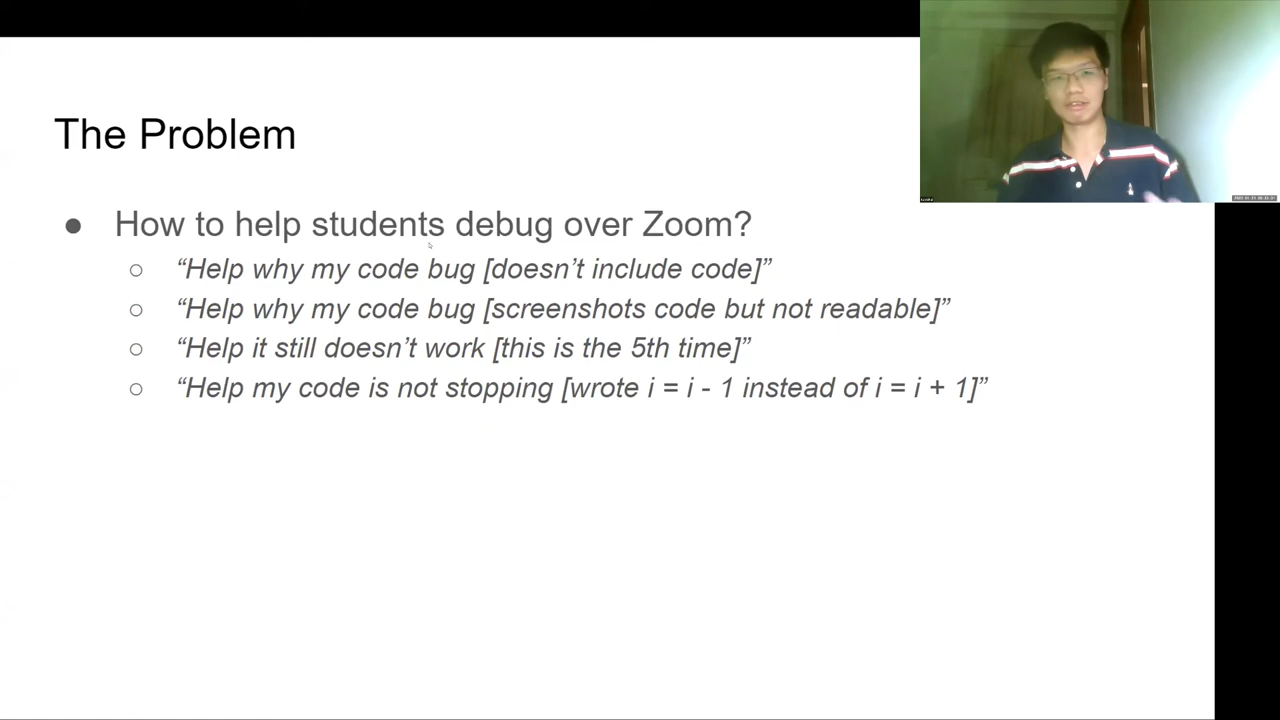 The Problem
● How to help students debug over Zoom?
○ “Help why my code bug [doesn’t include code]”
○ “Help why my code bug [screenshots code but not readable]”
○ “Help it still doesn’t work [this is the 5th time]”
○ “Help my code is not stopping [wrote i = i - 1 instead of i = i + 1]”